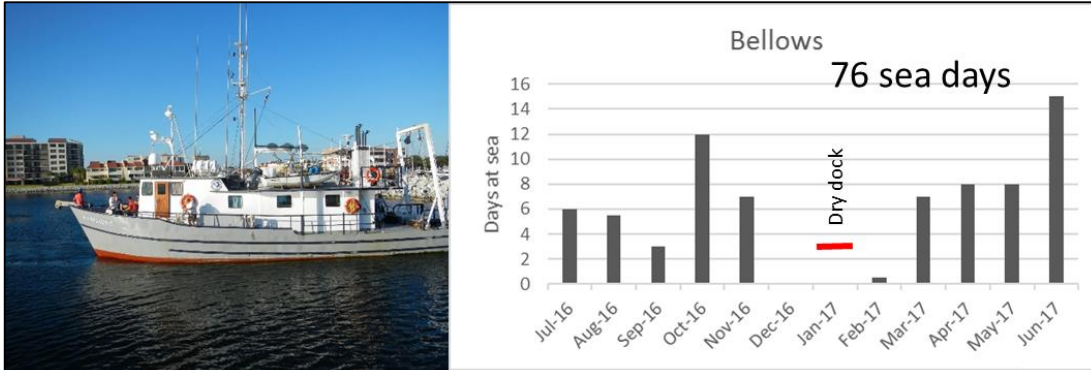 Bellows
76 sea days
Days at sea
16
14
12
10
8
6
4
2
0
Dry dock
Jul-16
Aug-16
Sep-16
Oct-16
Nov-16
Dec-16
Jan-17
Feb-17
Mar-17
Apr-17
May-17
Jun-17